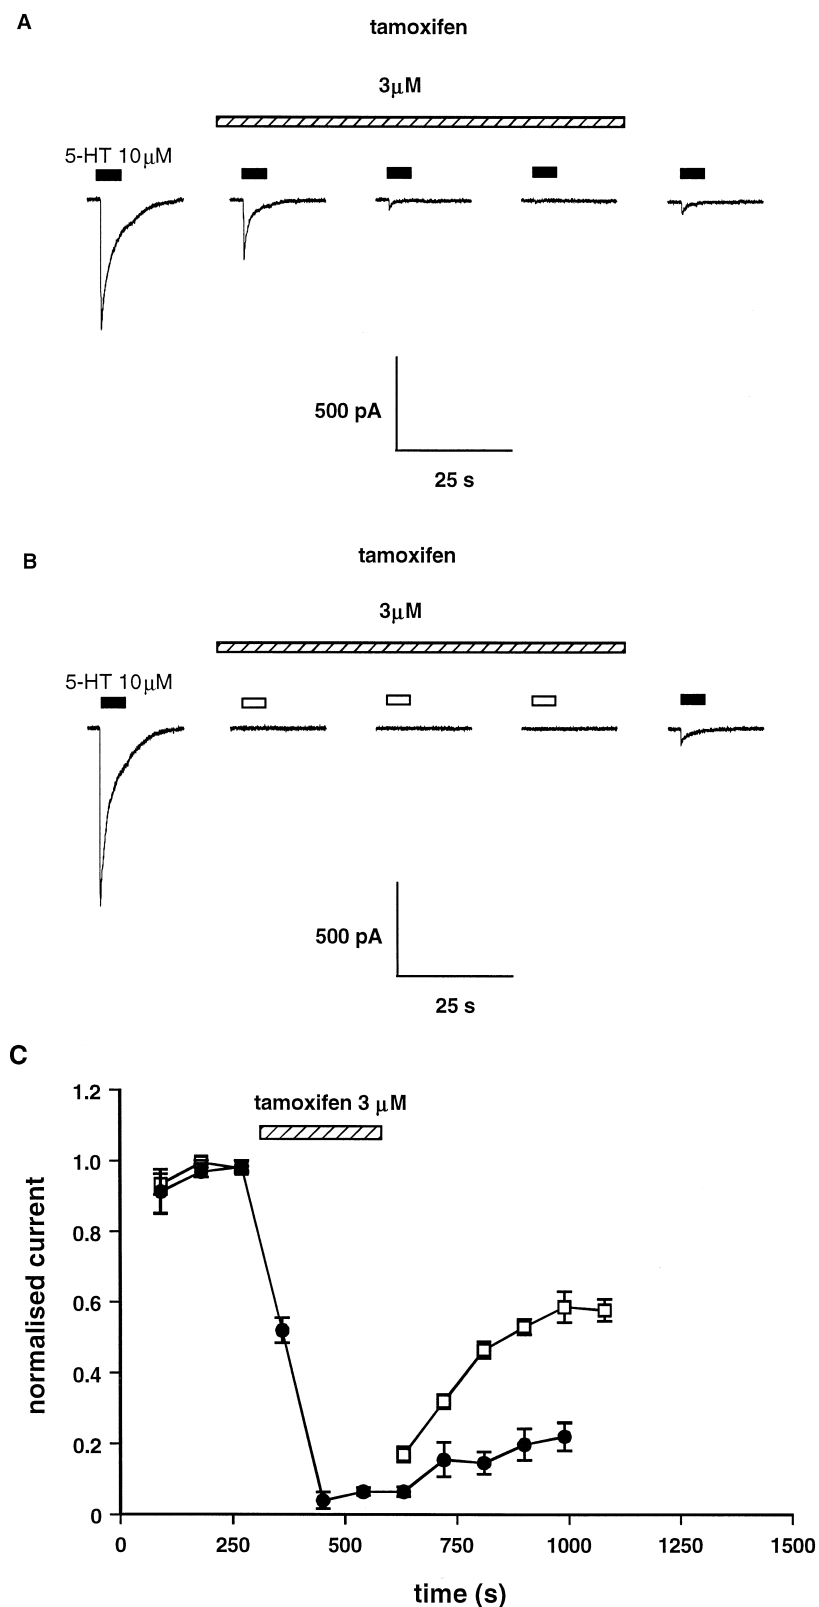 A
tamoxifen
3μM
5-HT 10μM
500 pA
25 s
B
tamoxifen
3μM
5-HT 10μM
500 pA
25 s
C
tamoxifen 3 μM
normalised current
1.2
1.0
0.8
0.6
0.4
0.2
0
0 250 500 750 1000 1250 1500
time (s)